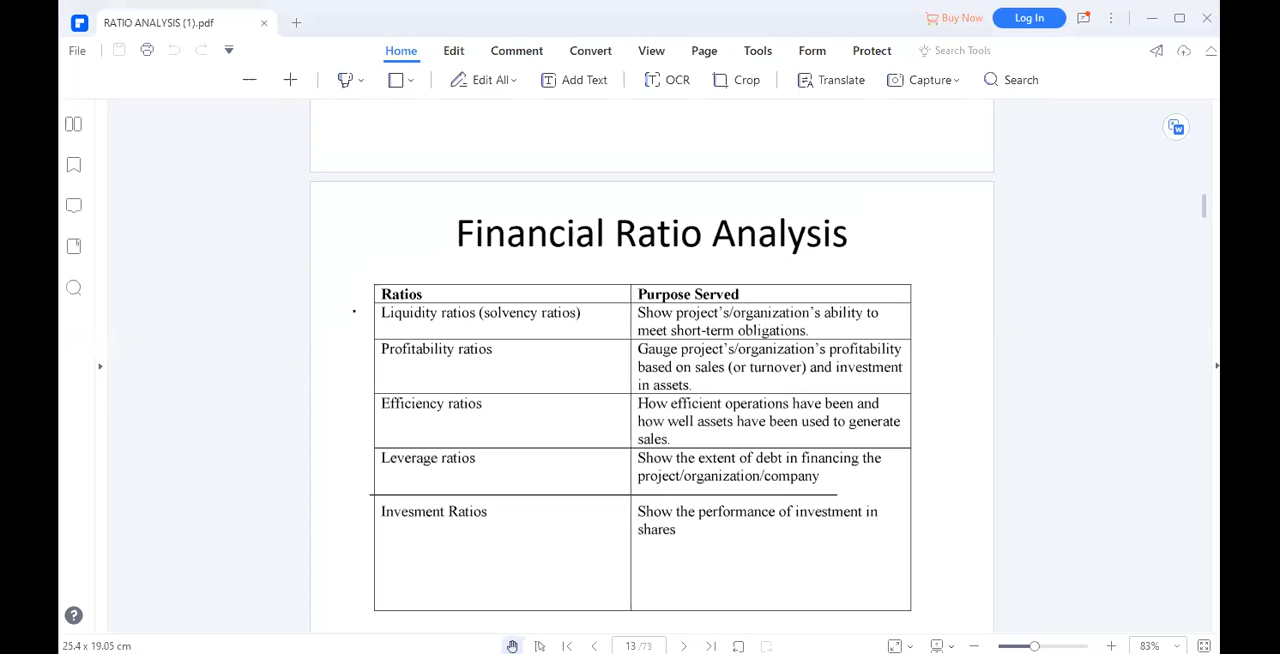 RATIO ANALYSIS (1).pdf
Buy Now
Log In
File
Home
Edit
Comment
Convert
View
Page
Tools
Form
Protect
Search Tools
Edit All
Add Text
OCR
Crop
Translate
Capture
Search
Financial Ratio Analysis
Ratios
Purpose Served
Liquidity ratios (solvency ratios)
Show project's/organization's ability to
meet short-term obligations.
Profitability ratios
Gauge project's/organization's profitability
based on sales (or turnover) and investment
in assets.
Efficiency ratios
How efficient operations have been and
how well assets have been used to generate
sales.
Leverage ratios
Show the extent of debt in financing the
project/organization/company
Invesment Ratios
Show the performance of investment in
shares
25.4 x 19.05 cm
13 /73
83%